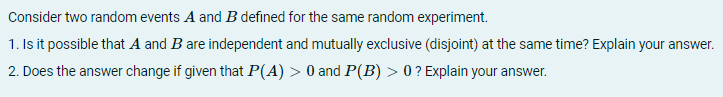 Consider two random events A and B defined for the same random experiment.
1. Is it possible that A and B are independent and mutually exclusive (disjoint) at the same time? Explain your answer.
2. Does the answer change if given that P(A) > 0 and P(B) > 0 ? Explain your answer.